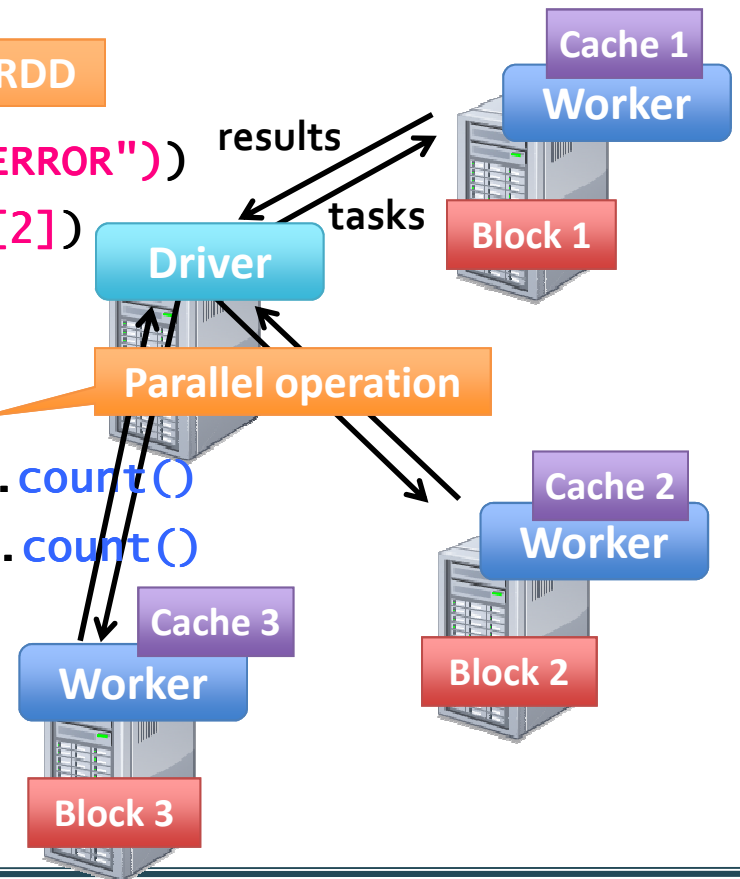 RDD
ERROR"))
[2])
results
tasks
Driver
Cache 1
Worker
Block 1
Parallel operation
.count()
.count()
Cache 2
Worker
Block 2
Cache 3
Worker
Block 3